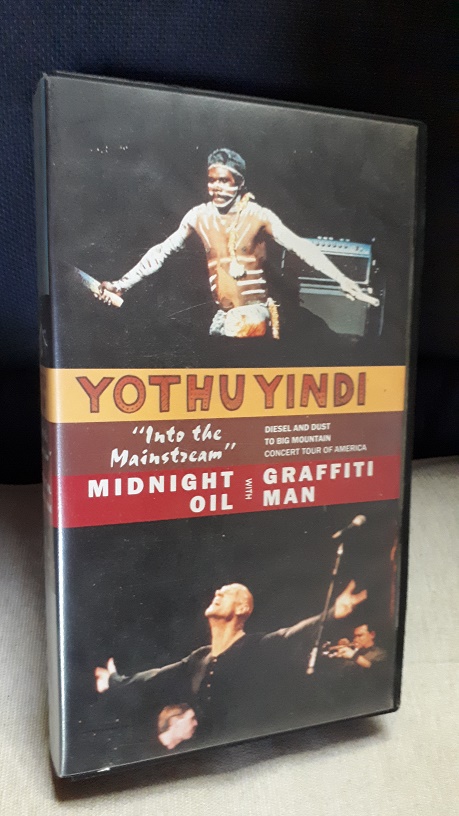 YOTHU YINDI
"Into the
Mainstream"
DIESEL AND DUST
TO BIG MOUNTAIN
CONCERT TOUR OF AMERICA
MIDNIGHT
OIL
WITH
GRAFFITI
MAN